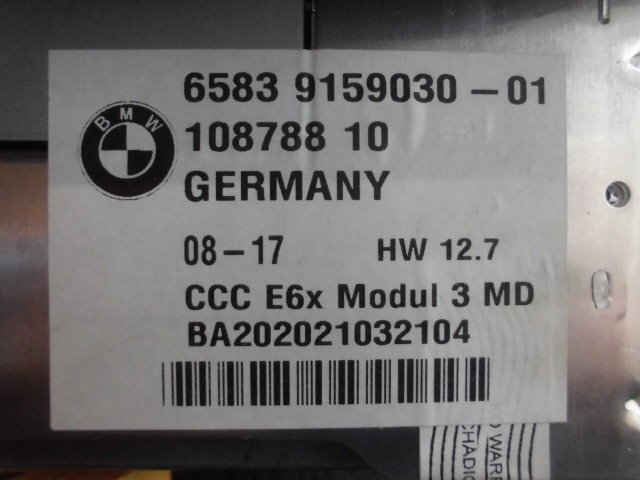 BMW
6583 9159030-01
108788 10
GERMANY
08-17 HW 12.7
CCC E6x Modul 3 MD
BA202021032104